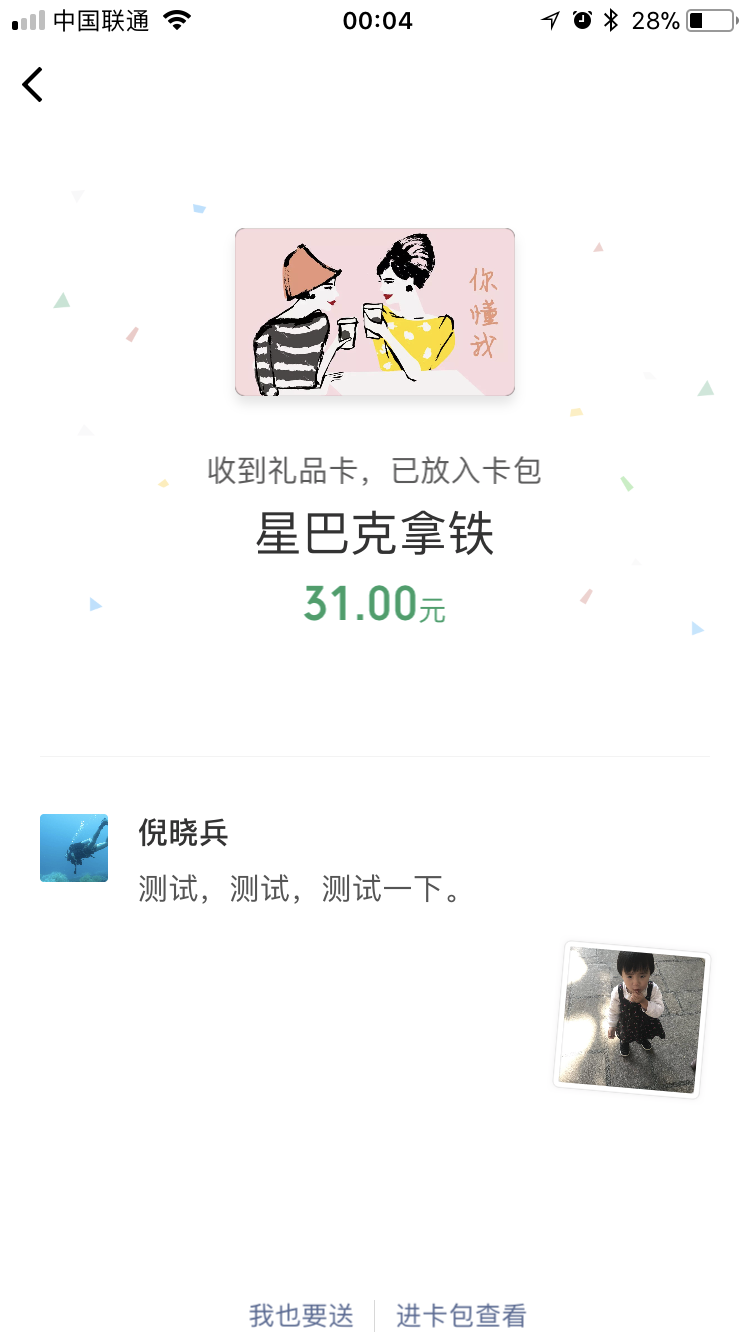 中国联通 00:04 28%
你懂我
收到礼品卡，已放入卡包
星巴克拿铁
31.00元
倪晓兵
测试，测试，测试一下。
我也要送 进卡包查看